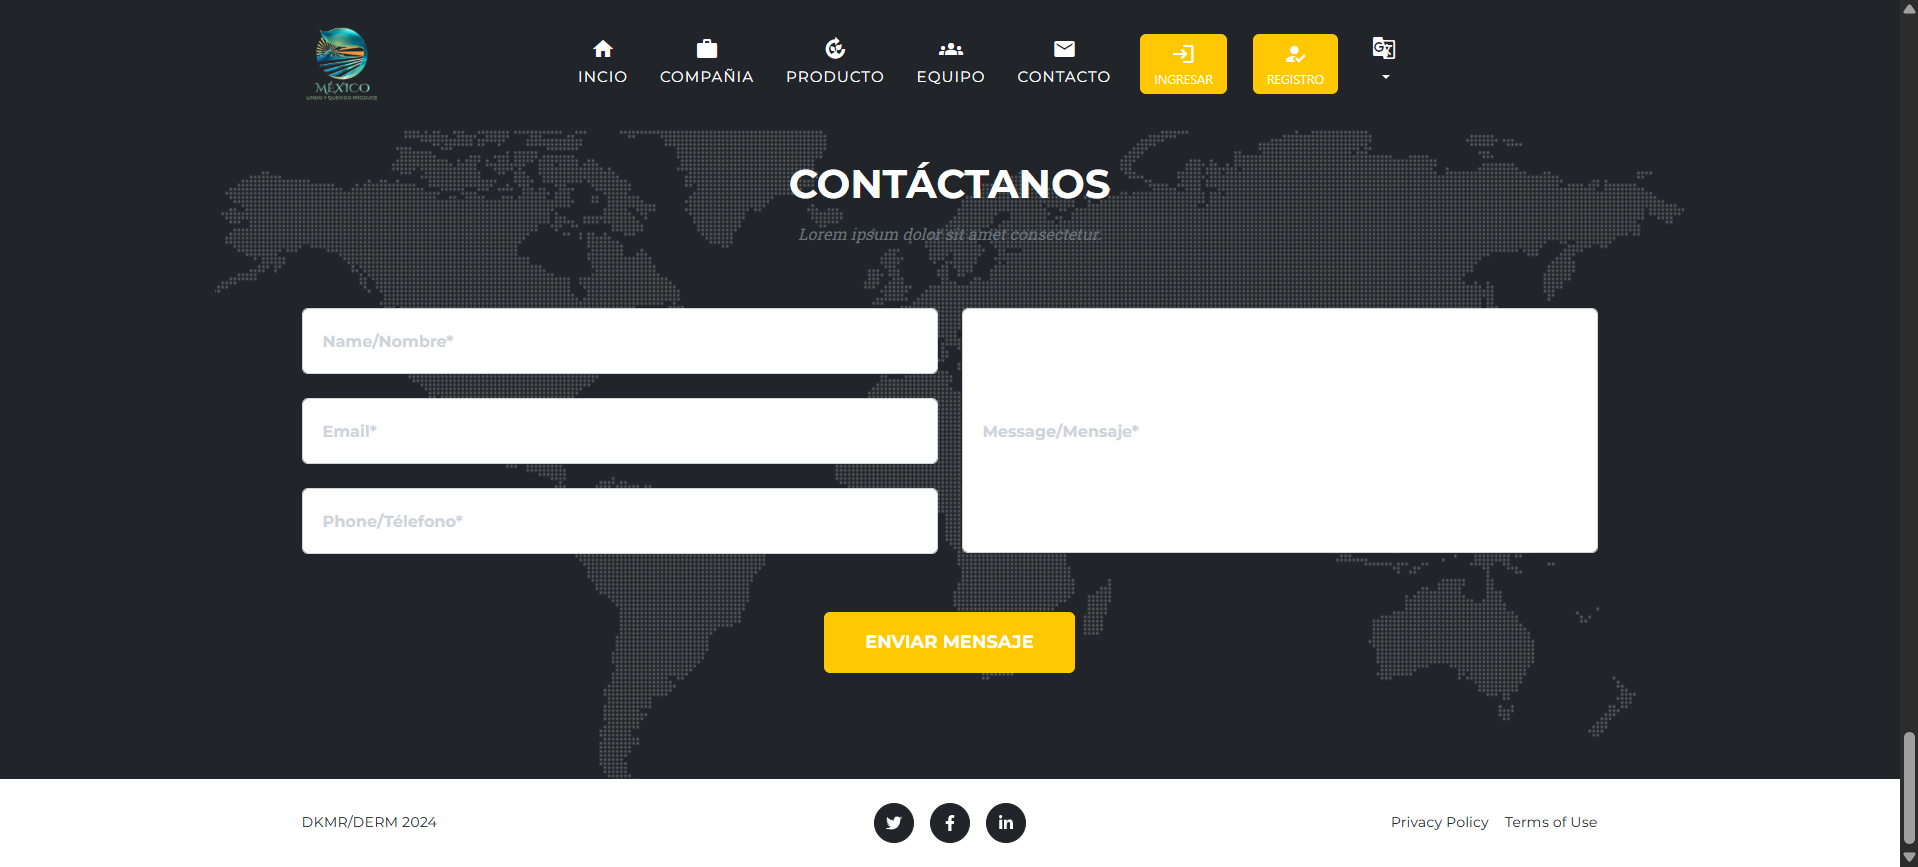 MÉXICO
LINDO Y QUERIDO PRODUCE
INCIO
COMPAÑIA
PRODUCTO
EQUIPO
CONTACTO
INGRESAR
REGISTRO
CONTÁCTANOS
Lorem ipsum dolor sit amet consectetur.
Name/Nombre*
Email*
Phone/Télefono*
Message/Mensaje*
ENVIAR MENSAJE
DKMR/DERM 2024
Privacy Policy
Terms of Use